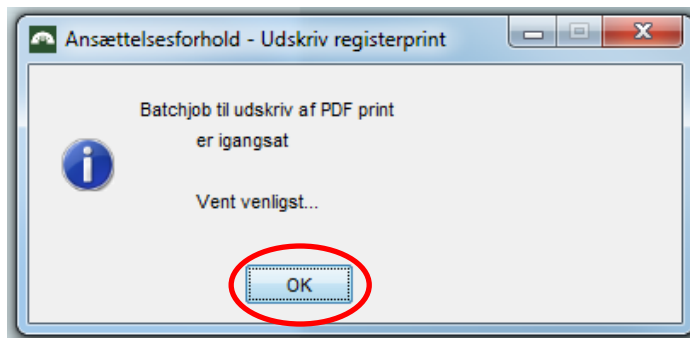 Ansættelsesforhold - Udskriv registerprint
Batchjob til udskriv af PDF print
er igangsat
Vent venligst...
OK